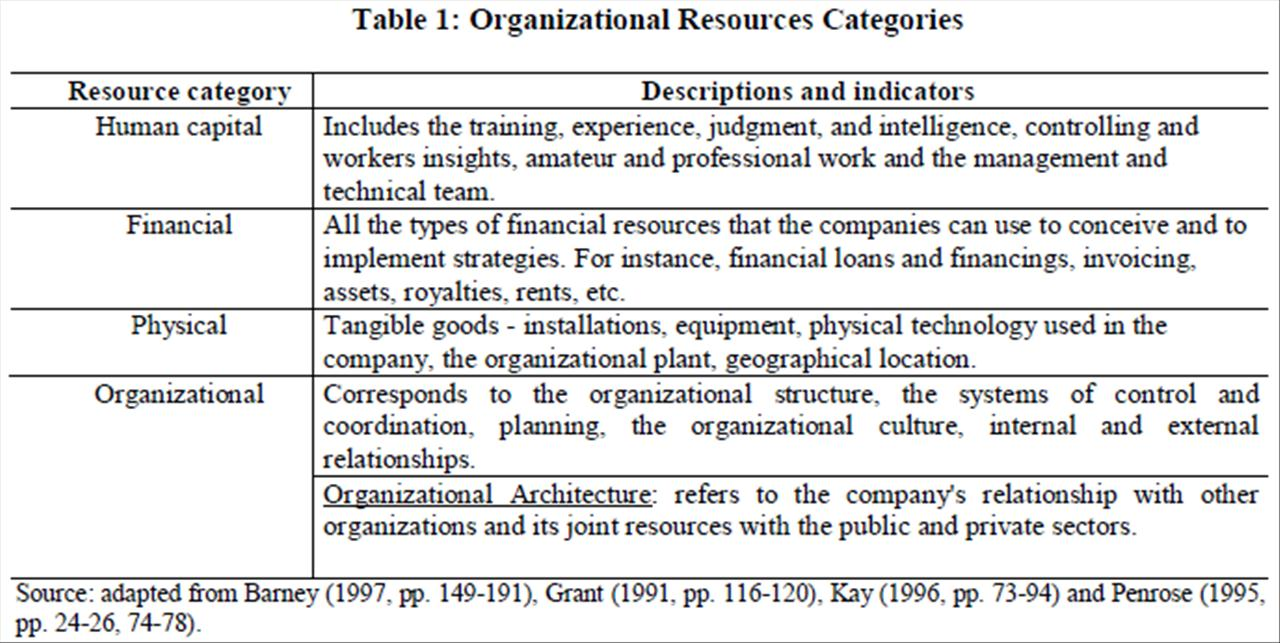 Table 1: Organizational Resources Categories
Resource category
Descriptions and indicators
Human capital
Includes the training, experience, judgment, and intelligence, controlling and
workers insights, amateur and professional work and the management and
technical team.
Financial
All the types of financial resources that the companies can use to conceive and to
implement strategies. For instance, financial loans and financings, invoicing,
assets, royalties, rents, etc.
Physical
Tangible goods - installations, equipment, physical technology used in the
company, the organizational plant, geographical location.
Organizational
Corresponds to the organizational structure, the systems of control and
coordination, planning, the organizational culture, internal and external
relationships.
Organizational Architecture: refers to the company's relationship with other
organizations and its joint resources with the public and private sectors.
Source: adapted from Barney (1997, pp. 149-191), Grant (1991, pp. 116-120), Kay (1996, pp. 73-94) and Penrose (1995,
pp. 24-26, 74-78).